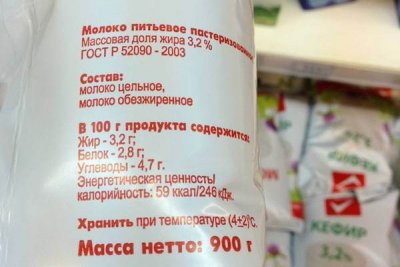 Молоко питьевое пастеризованное
Массовая доля жира 3,2 %
ГОСТ Р 52090 - 2003
Состав:
молоко цельное,
молоко обезжиренное
В 100 г продукта содержится:
Жир - 3,2 г;
Белок - 2,8 г;
Углеводы - 4,7 г.
Энергетическая ценность/
калорийность: 59 ккал/246 кДж.
Хранить при температуре (4±2)°С.
Масса нетто: 900 г
КЕФИР
КЕФИР
3,2%